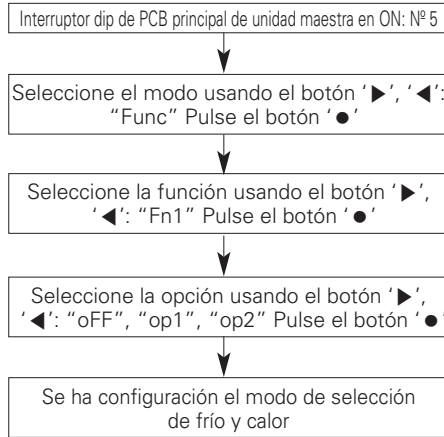 Interruptor dip de PCB principal de unidad maestra en ON: Nº 5
Seleccione el modo usando el botón ‘▶’, ‘◀’:
“Func” Pulse el botón ‘●’
Seleccione la función usando el botón ‘▶’,
‘◀’: “Fn1” Pulse el botón ‘●’
Seleccione la opción usando el botón ‘▶’,
‘◀’: “oFF”, “op1”, “op2” Pulse el botón ‘●’
Se ha configuración el modo de selección
de frío y calor